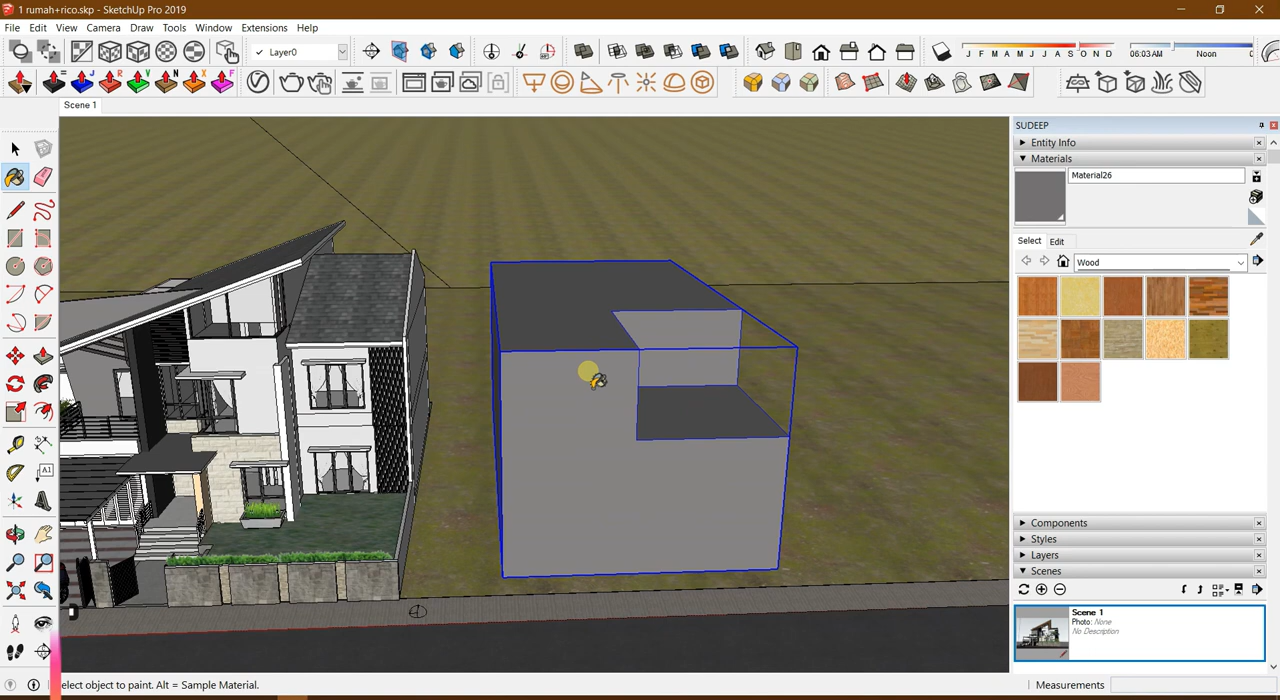 1 rumah+rico.skp - SketchUp Pro 2019
File Edit View Camera Draw Tools Window Extensions Help
Layer0
J F M A M J J A S O N D
06:03 AM Noon
Scene 1
SUDEEP
Entity Info
Materials
Material26
Select Edit
Wood
A1
Components
Styles
Layers
Scenes
Scene 1
Photo: None
No Description
elect object to paint. Alt = Sample Material.
Measurements